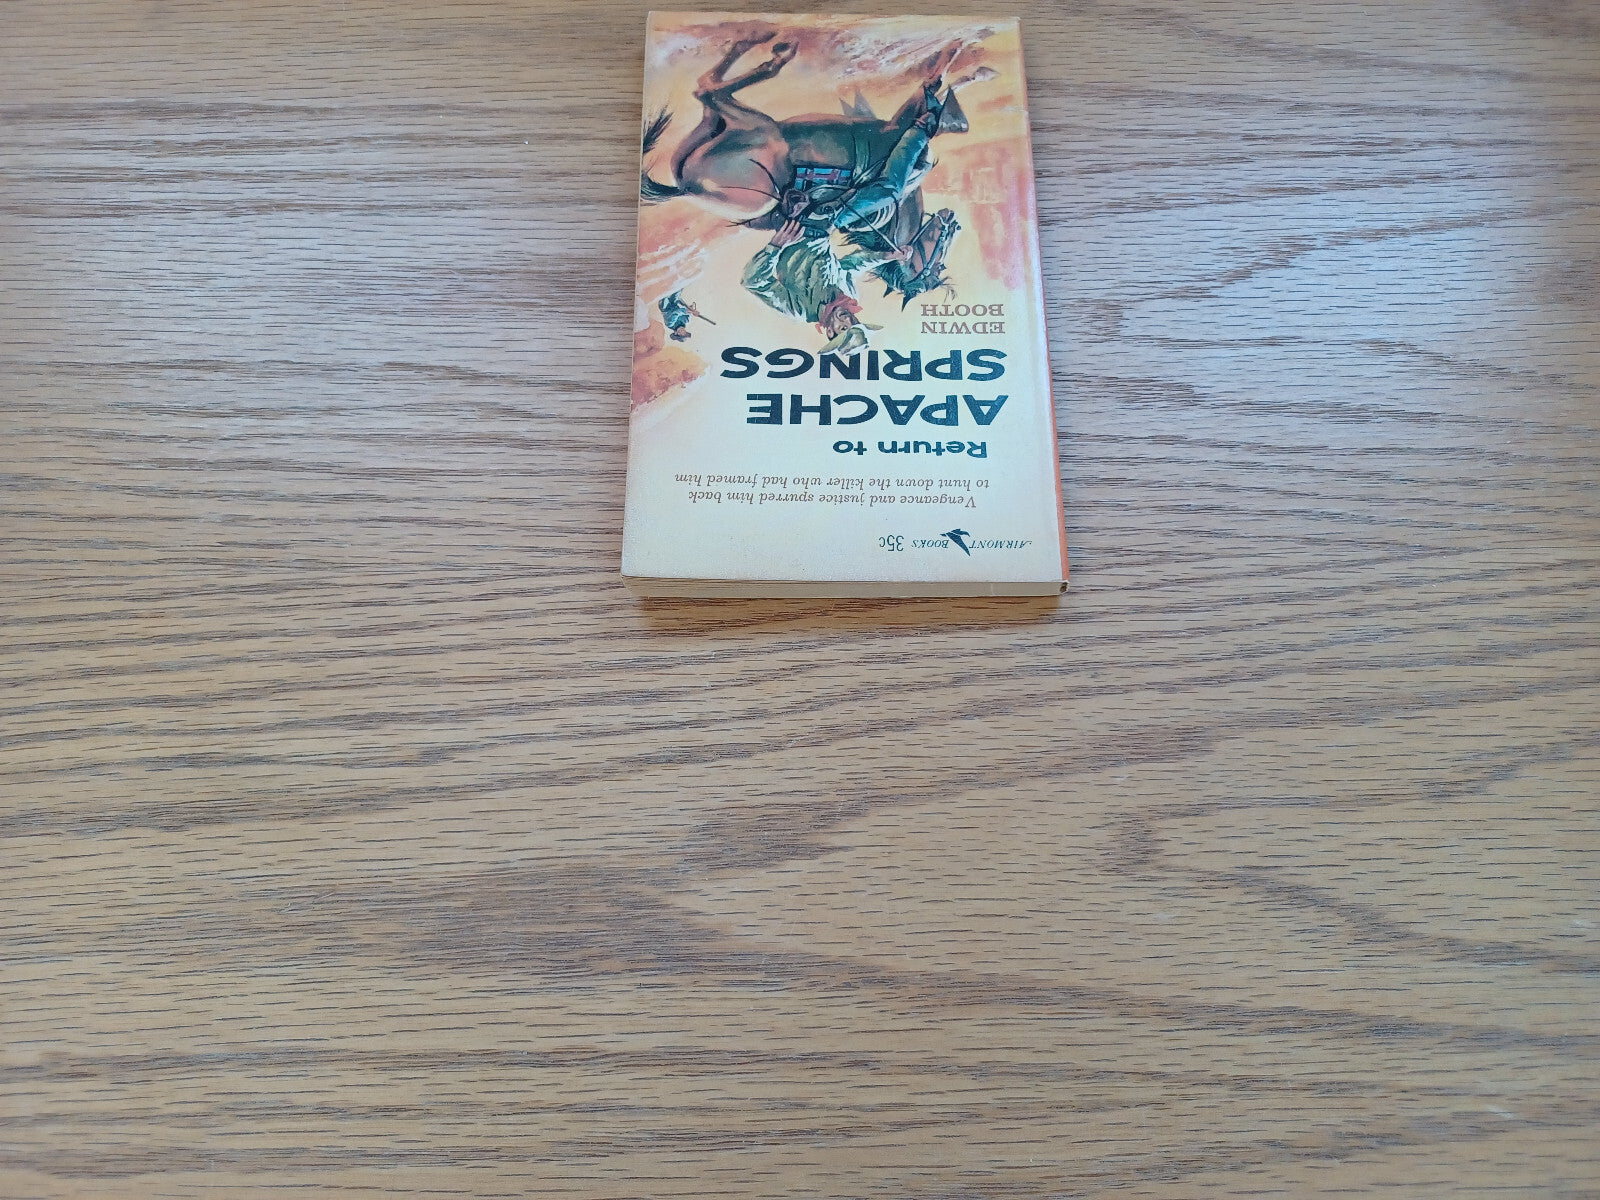 AIRMONT BOOKS 35c
Vengeance and justice spurred him back
to hunt down the killer who had framed him
Return to
APACHE
SPRINGS
EDWIN
BOOTH